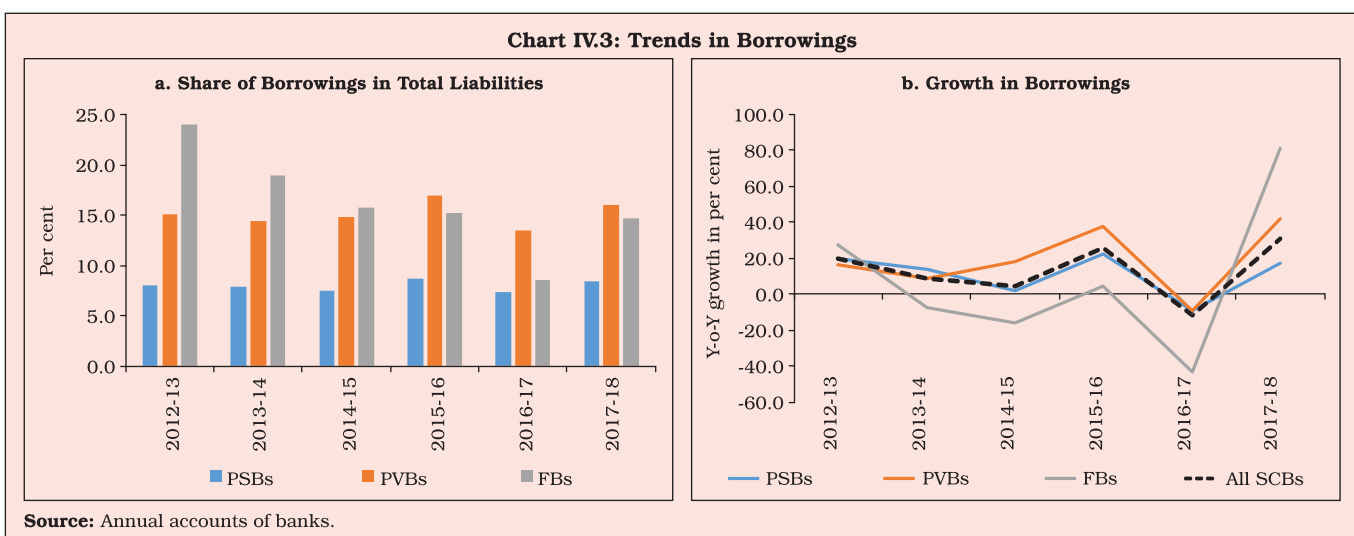 Chart IV.3: Trends in Borrowings
a. Share of Borrowings in Total Liabilities
Per cent
25.0
20.0
15.0
10.0
5.0
0.0
2012-13
2013-14
2014-15
2015-16
2016-17
2017-18
PSBs
PVBs
FBs
b. Growth in Borrowings
Y-o-Y growth in per cent
100.0
80.0
60.0
40.0
20.0
0.0
-20.0
-40.0
-60.0
2012-13
2013-14
2014-15
2015-16
2016-17
2017-18
PSBs
PVBs
FBs
All SCBs
Source: Annual accounts of banks.